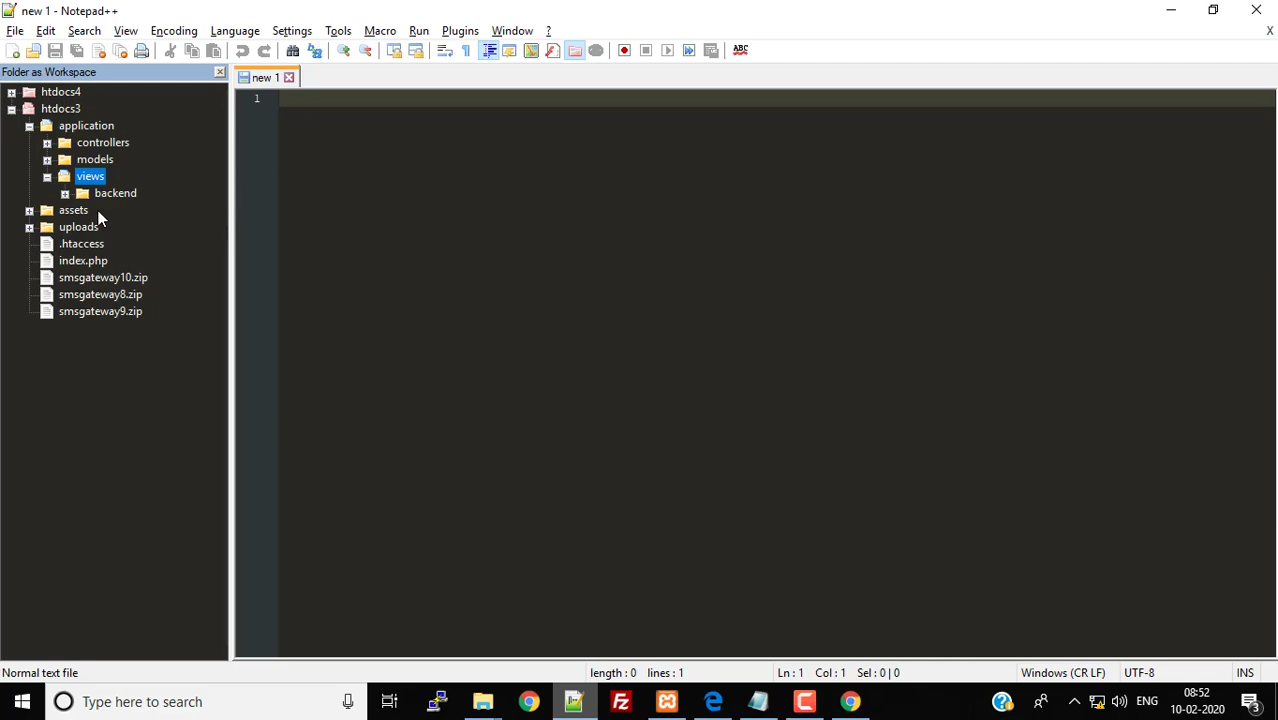 new 1 - Notepad++
File Edit Search View Encoding Language Settings Tools Macro Run Plugins Window ? X
ABC
Folder as Workspace
new 1
htdocs4
htdocs3
application
controllers
models
views
backend
assets
uploads
.htaccess
index.php
smsgateway10.zip
smsgateway8.zip
smsgateway9.zip
1
Normal text file length : 0 lines : 1 Ln : 1 Col : 1 Sel : 0 | 0 Windows (CR LF) UTF-8 INS
Type here to search
ENG
08:52
10-02-2020
3